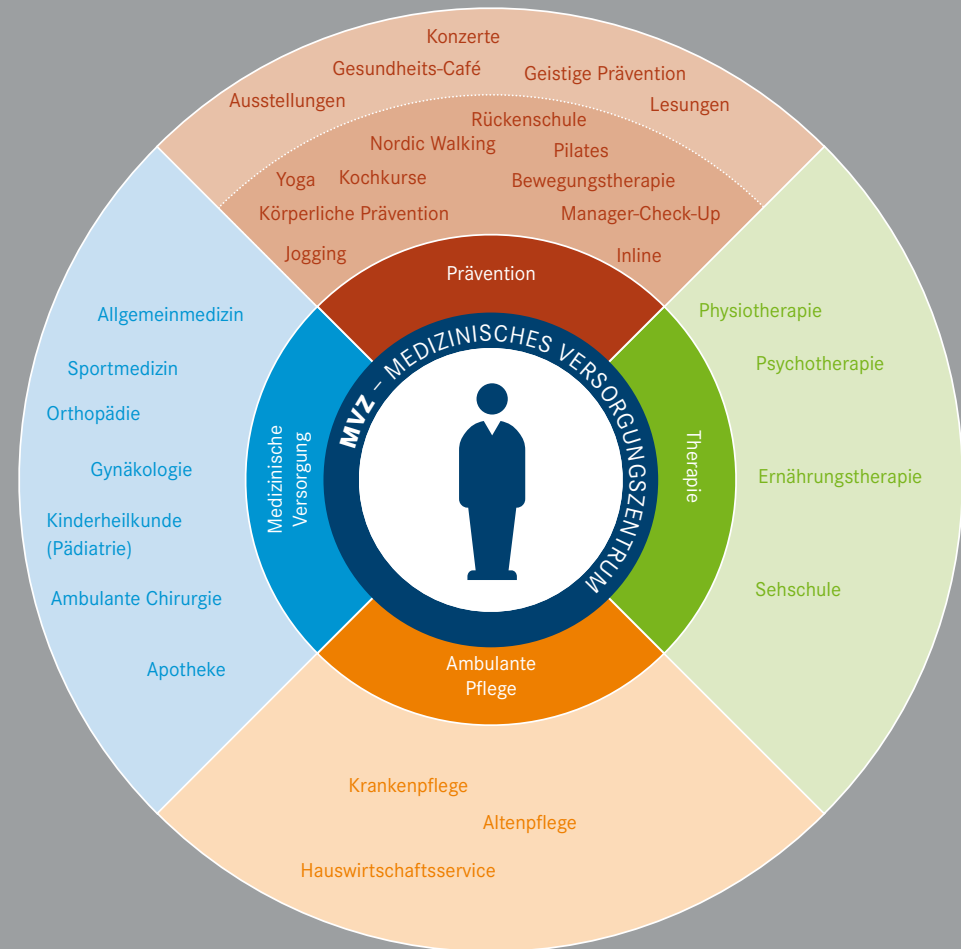 Konzerte
Gesundheits-Café
Geistige Prävention
Ausstellungen
Lesungen
Rückenschule
Nordic Walking
Pilates
Yoga
Kochkurse
Bewegungstherapie
Körperliche Prävention
Manager-Check-Up
Jogging
Inline
Prävention
MVZ – MEDIZINISCHES VERSORGUNGSZENTRUM
Medizinische
Versorgung
Allgemeinmedizin
Sportmedizin
Orthopädie
Gynäkologie
Kinderheilkunde
(Pädiatrie)
Ambulante Chirurgie
Apotheke
Therapie
Physiotherapie
Psychotherapie
Ernährungstherapie
Sehschule
Ambulante
Pflege
Krankenpflege
Altenpflege
Hauswirtschaftsservice